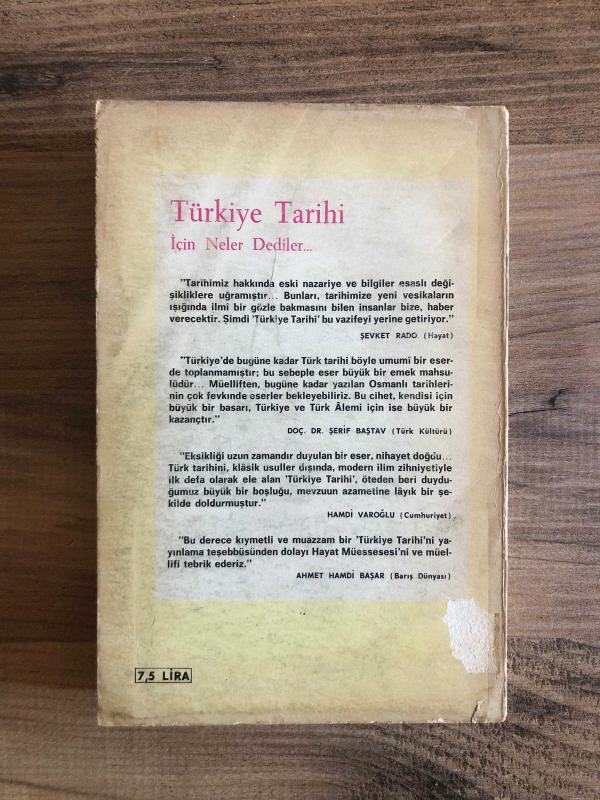 Türkiye Tarihi
İçin Neler Dediler...
"Tarihimiz hakkında eski nazariye ve bilgiler esaslı deği-
şikliklere uğramıştır... Bunları, tarihimize yeni vesikaların
ışığında ilmî bir gözle bakmasını bilen insanlar bize, haber
verecektir. Şimdi 'Türkiye Tarihi' bu vazifeyi yerine getiriyor."
ŞEVKET RADO (Hayat)
"Türkiye'de bugüne kadar Türk tarihi böyle umumî bir eser-
de toplanmamıştır; bu sebeple eser büyük bir emek mahsu-
lüdür... Müelliften, bugüne kadar yazılan Osmanlı tarihleri-
nin çok fevkınde eserler bekleyebiliriz. Bu cihet, kendisi için
büyük bir basarı, Türkiye ve Türk Âlemi için ise büyük bir
kazançtır."
DOÇ. DR. ŞERİF BAŞTAV (Türk Kültürü)
"Eksikliği uzun zamandır duyulan bir eser, nihayet doğdu...
Türk tarihini, klâsik usuller dışında, modern ilim zihniyetiyle
ilk defa olarak ele alan 'Türkiye Tarihi', öteden beri duydu-
ğumuz büyük bir boşluğu, mevzuun azametine lâyık bir şe-
kilde doldurmuştur."
HAMDİ VAROĞLU (Cumhuriyet)
"Bu derece kıymetli ve muazzam bir 'Türkiye Tarihi'ni ya-
yınlama teşebbüsünden dolayı Hayat Müessesesi'ni ve müel-
lifi tebrik ederiz."
AHMET HAMDİ BAŞAR (Barış Dünyası)
7,5 LİRA